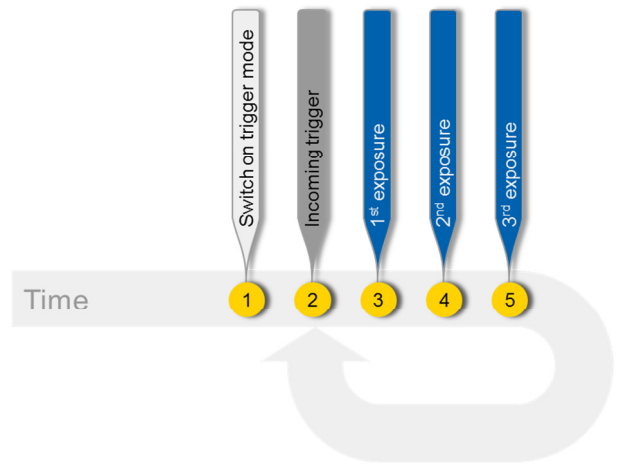 Switch on trigger mode
Incoming trigger
1st exposure
2nd exposure
3rd exposure
Time
1
2
3
4
5